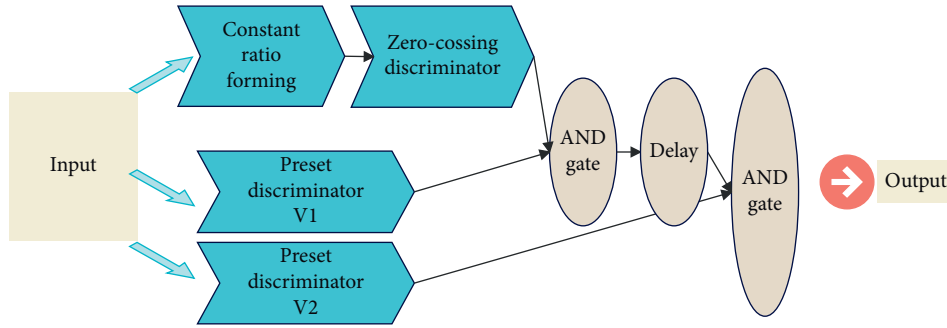 Input
Constant
ratio
forming
Zero-cossing
discriminator
Preset
discriminator
V1
Preset
discriminator
V2
AND
gate
Delay
AND
gate
Output